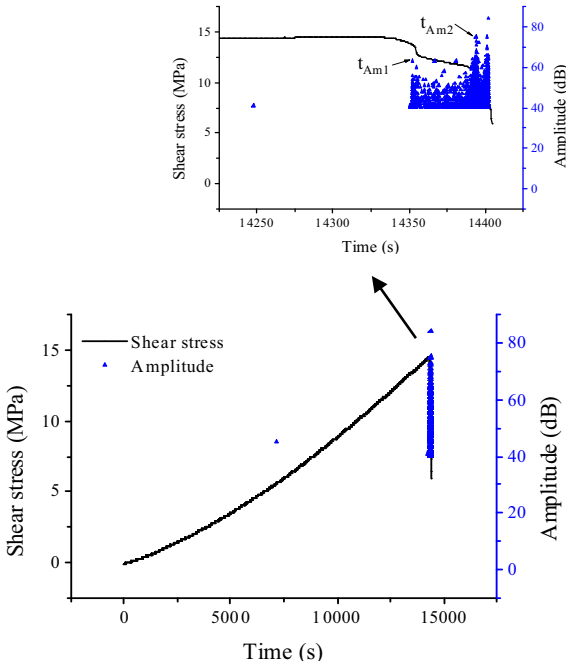 15
10
5
0
Shear stress (MPa)
80
60
40
20
0
Amplitude (dB)
t_Am2
t_Am1
14250 14300 14350 14400
Time (s)
Shear stress
Amplitude
15
10
5
0
Shear stress (MPa)
80
60
40
20
0
Amplitude (dB)
0 5000 10000 15000
Time (s)